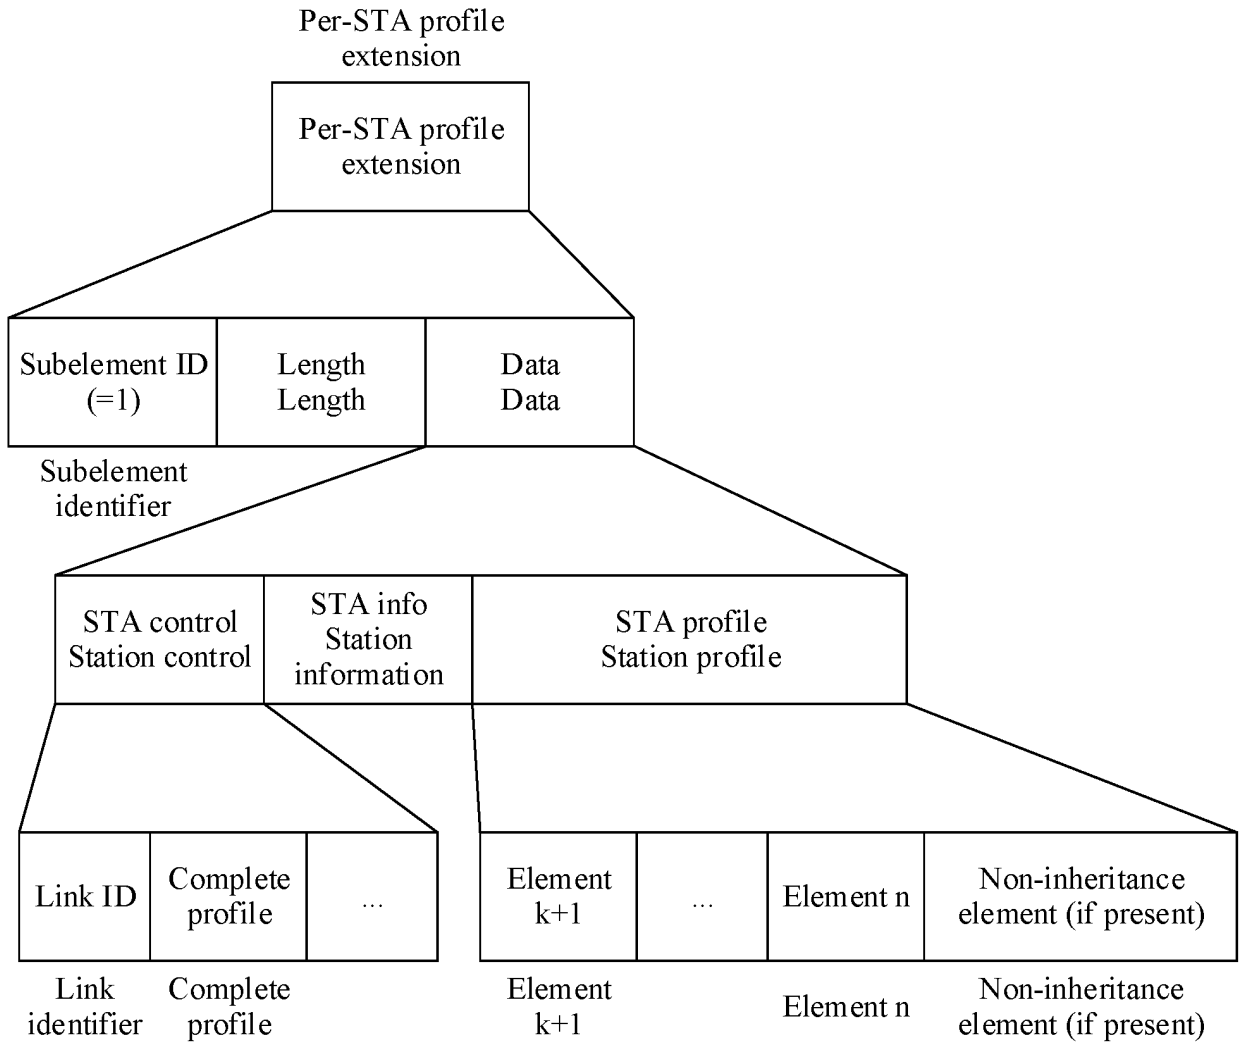 Per-STA profile
extension
Per-STA profile
extension
Subelement ID
(=1)
Length
Length
Data
Data
Subelement
identifier
STA control
Station control
STA info
Station
information
STA profile
Station profile
Link ID
Complete
profile
...
Element
k+1
...
Element n
Non-inheritance
element (if present)
Link
identifier
Complete
profile
Element
k+1
Element n
Non-inheritance
element (if present)